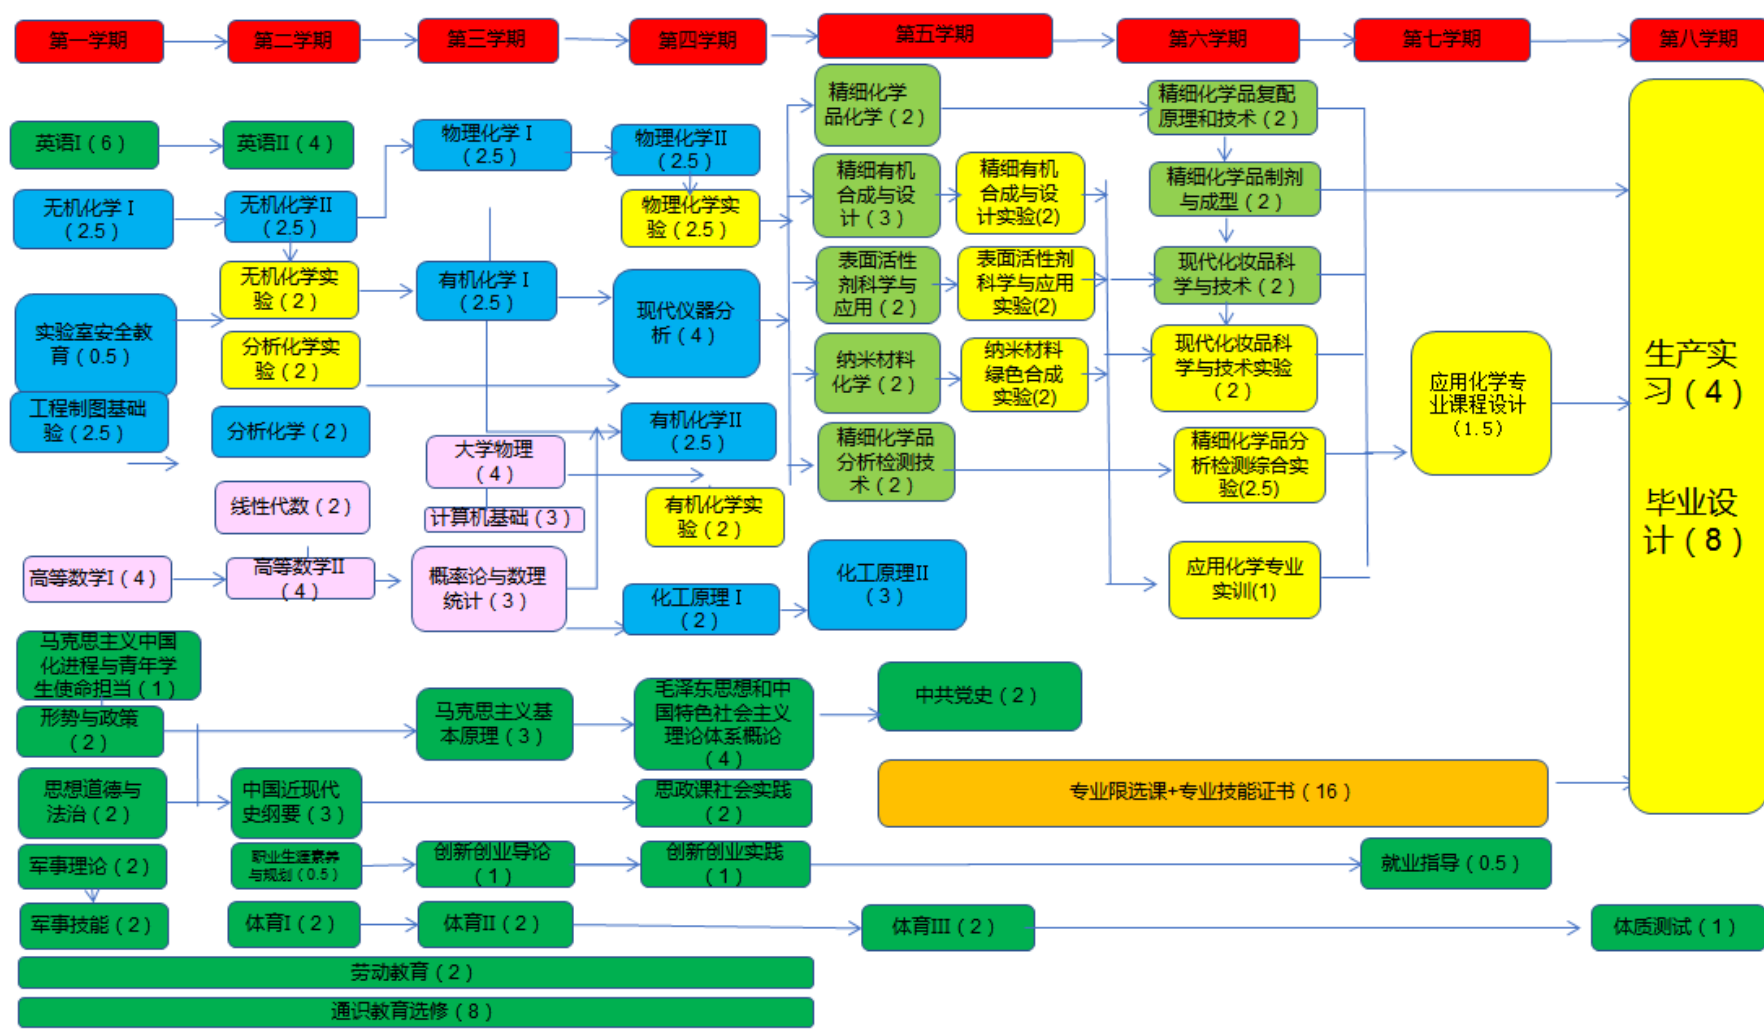 第一学期
第二学期
第三学期
第四学期
第五学期
第六学期
第七学期
第八学期
英语I（6）
英语II（4）
无机化学 I
（2.5）
无机化学II
（2.5）
物理化学 I
（2.5）
物理化学II
（2.5）
物理化学实
验（2.5）
无机化学实
验（2）
有机化学 I
（2.5）
现代仪器分
析（4）
实验室安全教
育（0.5）
分析化学实
验（2）
工程制图基础
验（2.5）
分析化学（2）
有机化学II
（2.5）
大学物理
（4）
线性代数（2）
计算机基础（3）
有机化学实
验（2）
高等数学I（4）
高等数学II
（4）
概率论与数理
统计（3）
化工原理 I
（2）
化工原理II
（3）
精细化学
品化学（2）
精细有机
合成与设
计（3）
精细有机
合成与设
计实验(2)
表面活性
剂科学与
应用（2）
表面活性剂
科学与应用
实验(2)
纳米材料
化学（2）
纳米材料
绿色合成
实验(2)
精细化学品
分析检测技
术（2）
精细化学品复配
原理和技术（2）
精细化学品制剂
与成型（2）
现代化妆品科
学与技术（2）
现代化妆品科
学与技术实验
（2）
精细化学品分
析检测综合实
验(2.5)
应用化学专业
实训(1)
应用化学专
业课程设计
（1.5）
生产实
习（4）
毕业设
计（8）
马克思主义中国
化进程与青年学
生使命担当（1）
形势与政策
（2）
马克思主义基
本原理（3）
毛泽东思想和中
国特色社会主义
理论体系概论
（4）
中共党史（2）
思想道德与
法治（2）
中国近现代
史纲要（3）
思政课社会实践
（2）
专业限选课+专业技能证书（16）
军事理论（2）
职业生涯素养
与规划（0.5）
创新创业导论
（1）
创新创业实践
（1）
就业指导（0.5）
军事技能（2）
体育I（2）
体育II（2）
体育III（2）
体质测试（1）
劳动教育（2）
通识教育选修（8）